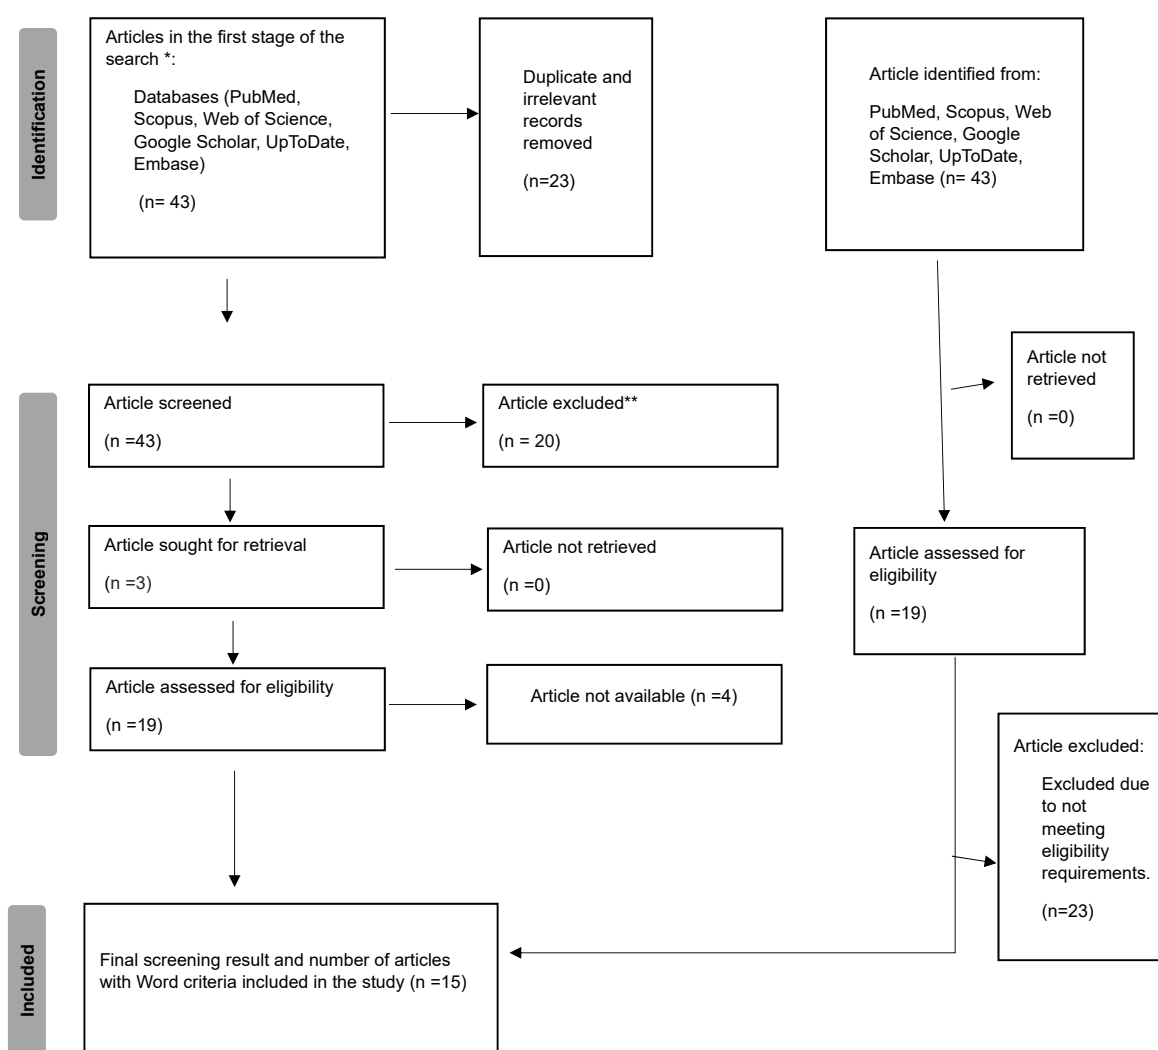 Identification
Articles in the first stage of the
search *:
Databases (PubMed,
Scopus, Web of Science,
Google Scholar, UpToDate,
Embase)
(n= 43)
Duplicate and
irrelevant
records
removed
(n=23)
Article identified from:
PubMed, Scopus, Web
of Science, Google
Scholar, UpToDate,
Embase (n= 43)
Article not
retrieved
(n =0)
Screening
Article screened
(n =43)
Article excluded**
(n = 20)
Article sought for retrieval
(n =3)
Article not retrieved
(n =0)
Article assessed for
eligibility
(n =19)
Article assessed for eligibility
(n =19)
Article not available (n =4)
Article excluded:
Excluded due
to not
meeting
eligibility
requirements.
(n=23)
Included
Final screening result and number of articles
with Word criteria included in the study (n =15)